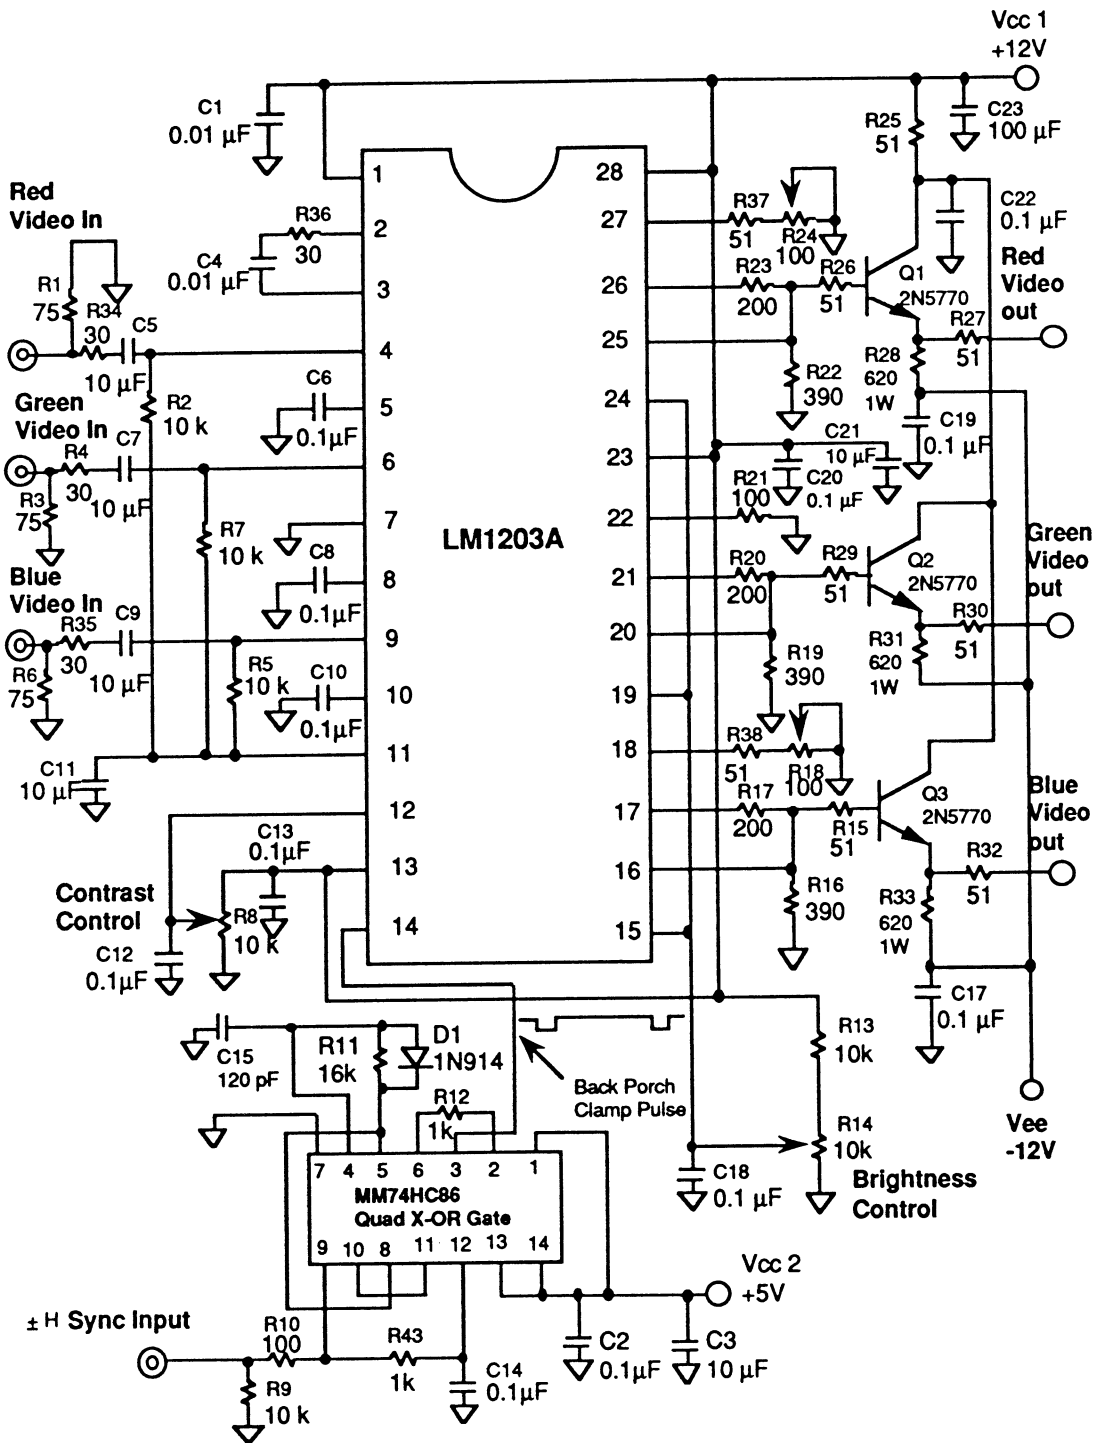 Vcc 1
+12V
C1
0.01 µF
R25
51
C23
100 µF
1
28
Red
Video In
R36
30
2
27
R37
51
R24
100
C22
0.1 µF
C4
0.01 µF
3
26
R23
200
R26
51
Q1
2N5770
Red
Video
out
R1
75
R34
30
C5
10 µF
4
25
R27
51
R28
620
1W
R22
390
Green
Video In
R2
10 k
C6
0.1µF
5
24
C19
0.1 µF
R4
30
C7
10 µF
6
23
C21
10 µF
C20
0.1 µF
R3
75
R7
10 k
7
LM1203A
22
R21
100
Blue
Video In
C8
0.1µF
8
21
R20
200
R29
51
Q2
2N5770
Green
Video
out
R35
30
C9
10 µF
9
20
R30
51
R31
620
1W
R19
390
R6
75
R5
10 k
C10
0.1µF
10
19
C11
10 µF
11
18
R38
51
R18
100
12
17
R17
200
R15
51
Q3
2N5770
Blue
Video
out
C13
0.1µF
13
16
R32
51
Contrast
Control
R8
10 k
R16
390
R33
620
1W
C12
0.1µF
14
15
C17
0.1 µF
C15
120 pF
R11
16k
D1
1N914
R13
10k
Back Porch
Clamp Pulse
R12
1k
Vee
-12V
R14
10k
Brightness
Control
C18
0.1 µF
7 4 5 6 3 2 1
MM74HC86
Quad X-OR Gate
9 10 8 11 12 13 14
Vcc 2
+5V
± H Sync Input
R10
100
R43
1k
C2
0.1µF
C3
10 µF
R9
10 k
C14
0.1µF